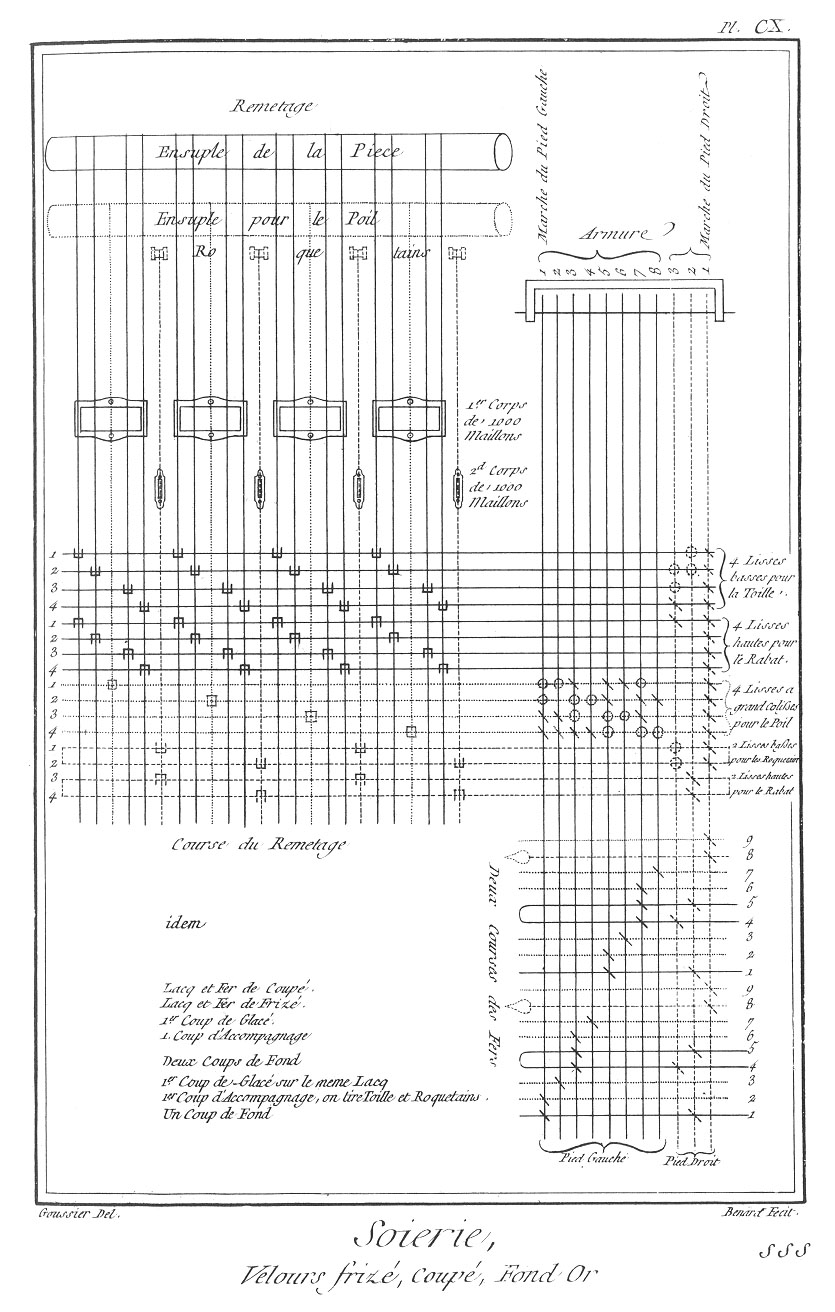 Pl. CX.
Remetage
Ensuple de la Piece
Ensuple pour le Poil
Ro que tains
Marche du Pied Gauche
Marche du Pied Droit
Armure
1 2 3 4 5 6 7 8 3 2 1
1er Corps
de 1000
Maillons
2d Corps
de 1000
Maillons
1
2
3
4
1
2
3
4
1
2
3
4
1
2
3
4
4 Lisses
basses pour
la Toille.
4 Lisses
hautes pour
le Rabat.
4 Lisses a
grand Colisses
pour le Poil
2 Lisses basses
pour les Roquetains
2 Lisses hautes
pour le Rabat
Course du Remetage
idem
Lacq et Fer de Coupé.
Lacq et Fer de Frizé.
1er Coup de Glacé.
1. Coup d'Accompagnage
Deux Coups de Fond
1er Coup de Glacé sur le meme Lacq
1er Coup d'Accompagnage, on tire Toille et Roquetains.
Un Coup de Fond
Deux Courses des Fers
9
8
7
6
5
4
3
2
1
9
8
7
6
5
4
3
2
1
Pied Gauche
Pied Droit
Goussier Del.
Benard Fecit.
Soierie,
Velours frizé, Coupé, Fond Or
SSS